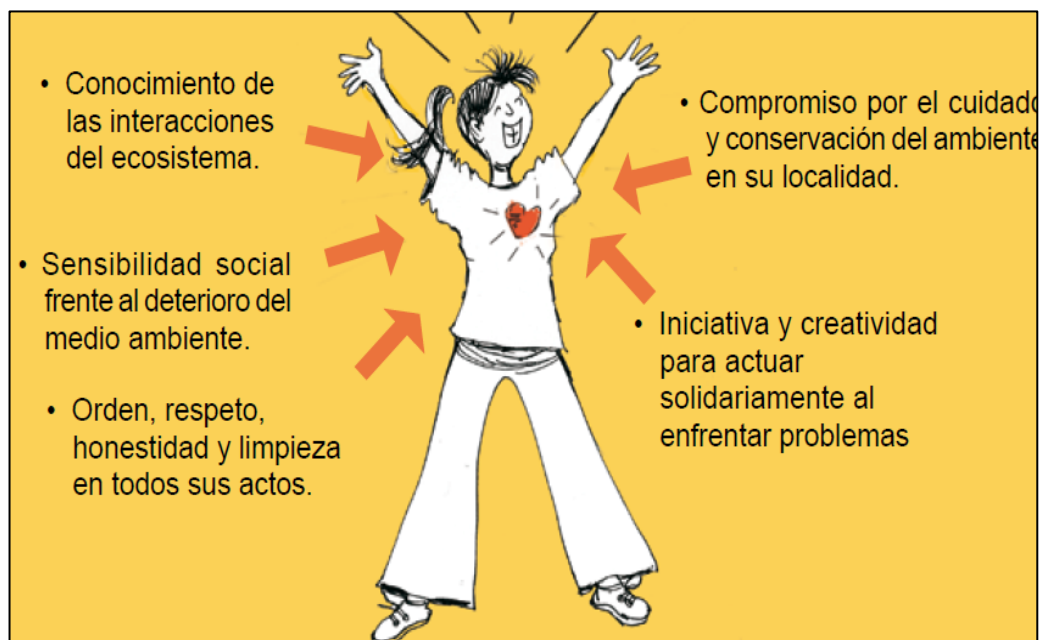 • Conocimiento de
las interacciones
del ecosistema.
• Sensibilidad social
frente al deterioro del
medio ambiente.
• Orden, respeto,
honestidad y limpieza
en todos sus actos.
• Compromiso por el cuidado
y conservación del ambiente
en su localidad.
• Iniciativa y creatividad
para actuar
solidariamente al
enfrentar problemas